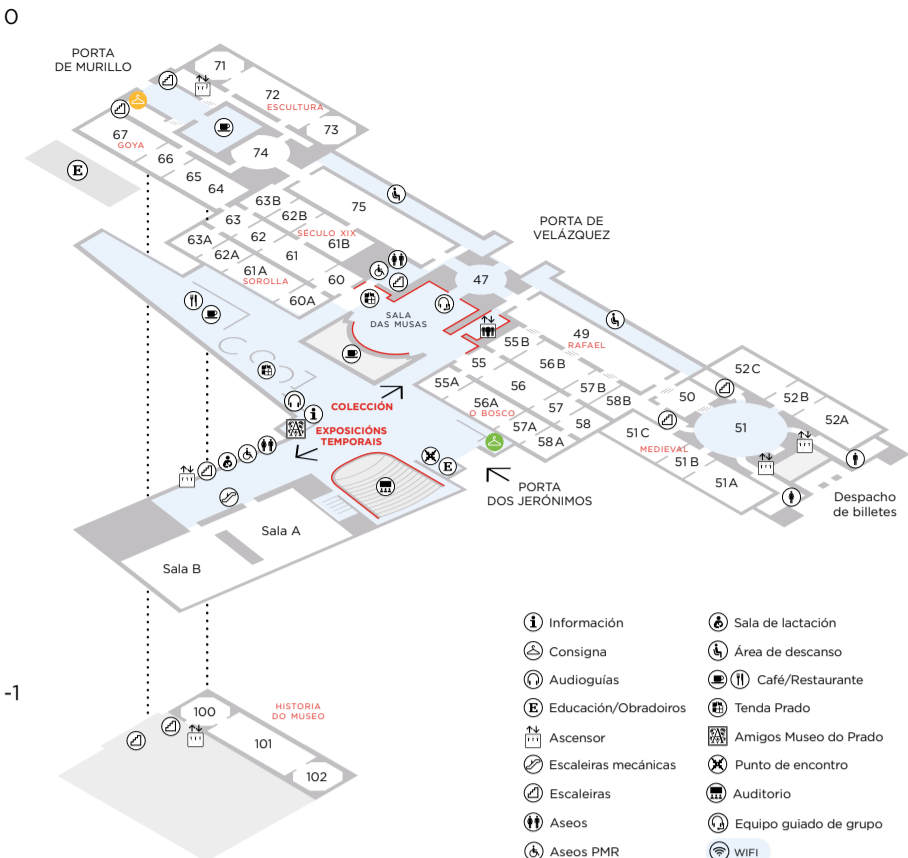 0
PORTA
DE MURILLO
71
72
ESCULTURA
73
67
GOYA
66
65
64
74
E
63B
75
63
62B
SÉCULO XIX
61B
63A
62
62A
61
61A
SOROLLA
60
60A
PORTA DE
VELÁZQUEZ
47
SALA
DAS MUSAS
49
RAFAEL
55B
55
56B
55A
56
57B
56A
O BOSCO
57
58B
57A
58
58A
50
52C
52B
52A
51
51C
MEDIEVAL
51B
51A
COLECCIÓN
EXPOSICIÓNS
TEMPORAIS
E
PORTA
DOS JERÓNIMOS
Despacho
de billetes
Sala A
Sala B
-1
100
HISTORIA
DO MUSEO
101
102
Información
Consigna
Audioguías
E Educación/Obradoiros
Ascensor
Escaleiras mecánicas
Escaleiras
Aseos
Aseos PMR
Sala de lactación
Área de descanso
Café/Restaurante
Tenda Prado
Amigos Museo do Prado
Punto de encontro
Auditorio
Equipo guiado de grupo
WIFI